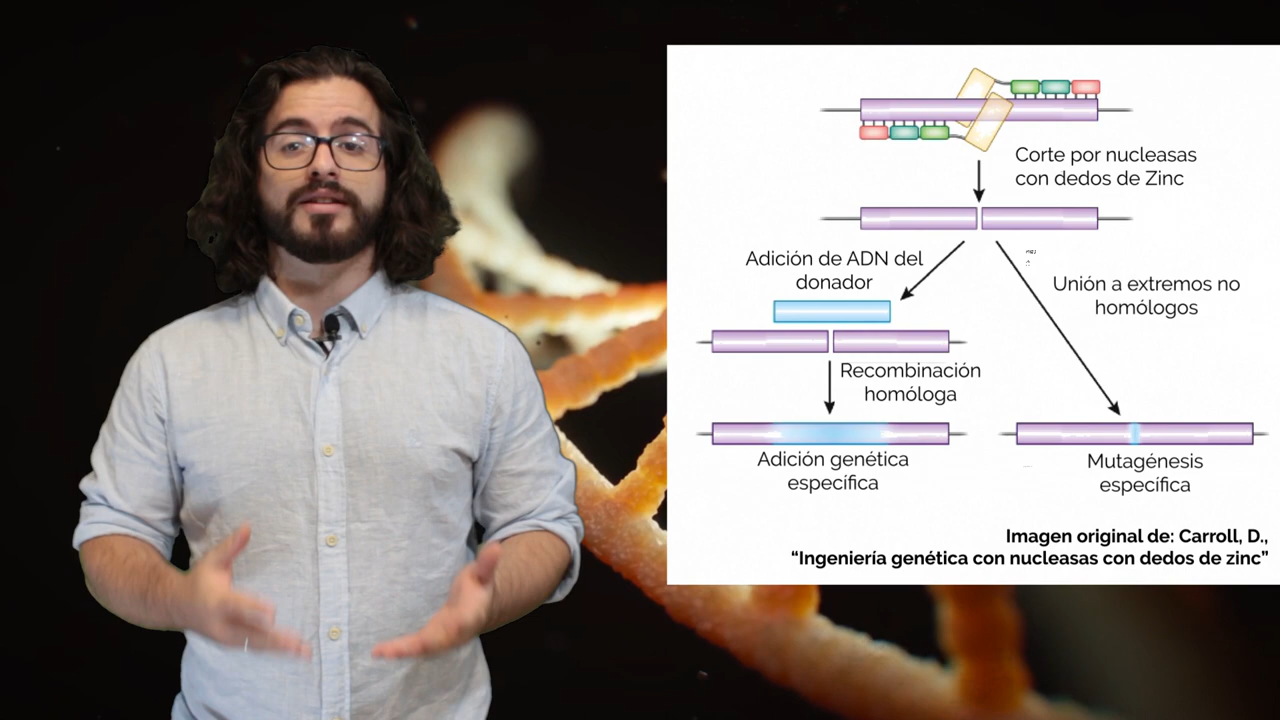 Corte por nucleasas
con dedos de Zinc
Adición de ADN del
donador
Unión a extremos no
homólogos
Recombinación
homóloga
Adición genética
específica
Mutagénesis
específica
Imagen original de: Carroll, D.,
“Ingeniería genética con nucleasas con dedos de zinc”